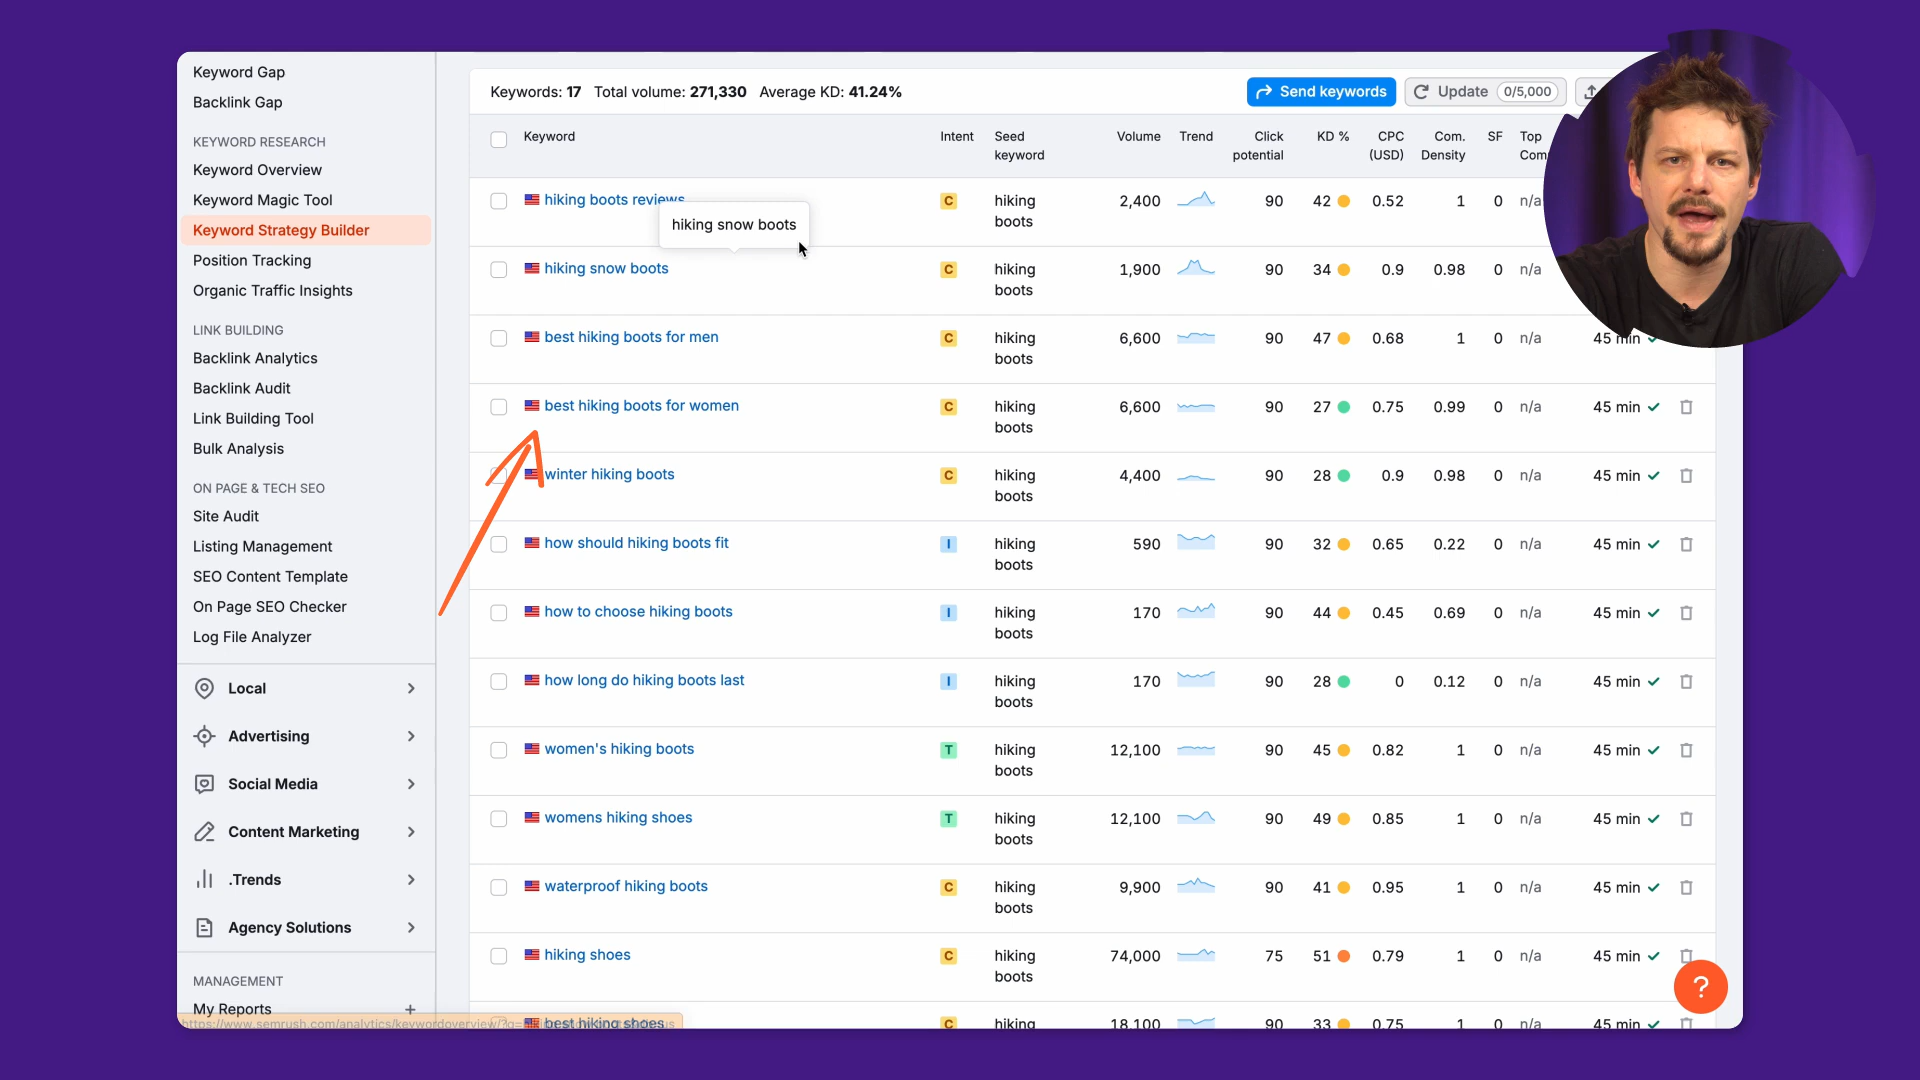 Keyword Gap
Backlink Gap
KEYWORD RESEARCH
Keyword Overview
Keyword Magic Tool
Keyword Strategy Builder
Position Tracking
Organic Traffic Insights
LINK BUILDING
Backlink Analytics
Backlink Audit
Link Building Tool
Bulk Analysis
ON PAGE & TECH SEO
Site Audit
Listing Management
SEO Content Template
On Page SEO Checker
Log File Analyzer
Local
Advertising
Social Media
Content Marketing
.Trends
Agency Solutions
MANAGEMENT
My Reports +
Keywords: 17 Total volume: 271,330 Average KD: 41.24%
Send keywords
Update 0/5,000
Keyword Intent Seed keyword Volume Trend Click potential KD % CPC (USD) Com. Density SF Top
hiking boots reviews C hiking boots 2,400 90 42 0.52 1 0 n/a
hiking snow boots
hiking snow boots C hiking boots 1,900 90 34 0.9 0.98 0 n/a
best hiking boots for men C hiking boots 6,600 90 47 0.68 1 0 n/a 45 min
best hiking boots for women C hiking boots 6,600 90 27 0.75 0.99 0 n/a 45 min
winter hiking boots C hiking boots 4,400 90 28 0.9 0.98 0 n/a 45 min
how should hiking boots fit I hiking boots 590 90 32 0.65 0.22 0 n/a 45 min
how to choose hiking boots I hiking boots 170 90 44 0.45 0.69 0 n/a 45 min
how long do hiking boots last I hiking boots 170 90 28 0 0.12 0 n/a 45 min
women's hiking boots T hiking boots 12,100 90 45 0.82 1 0 n/a 45 min
womens hiking shoes T hiking boots 12,100 90 49 0.85 1 0 n/a 45 min
waterproof hiking boots C hiking boots 9,900 90 41 0.95 1 0 n/a 45 min
hiking shoes C hiking boots 74,000 75 51 0.79 1 0 n/a 45 min
best hiking shoes C hiking 18,100 90 33 0.75 1 0 n/a 45 min
?